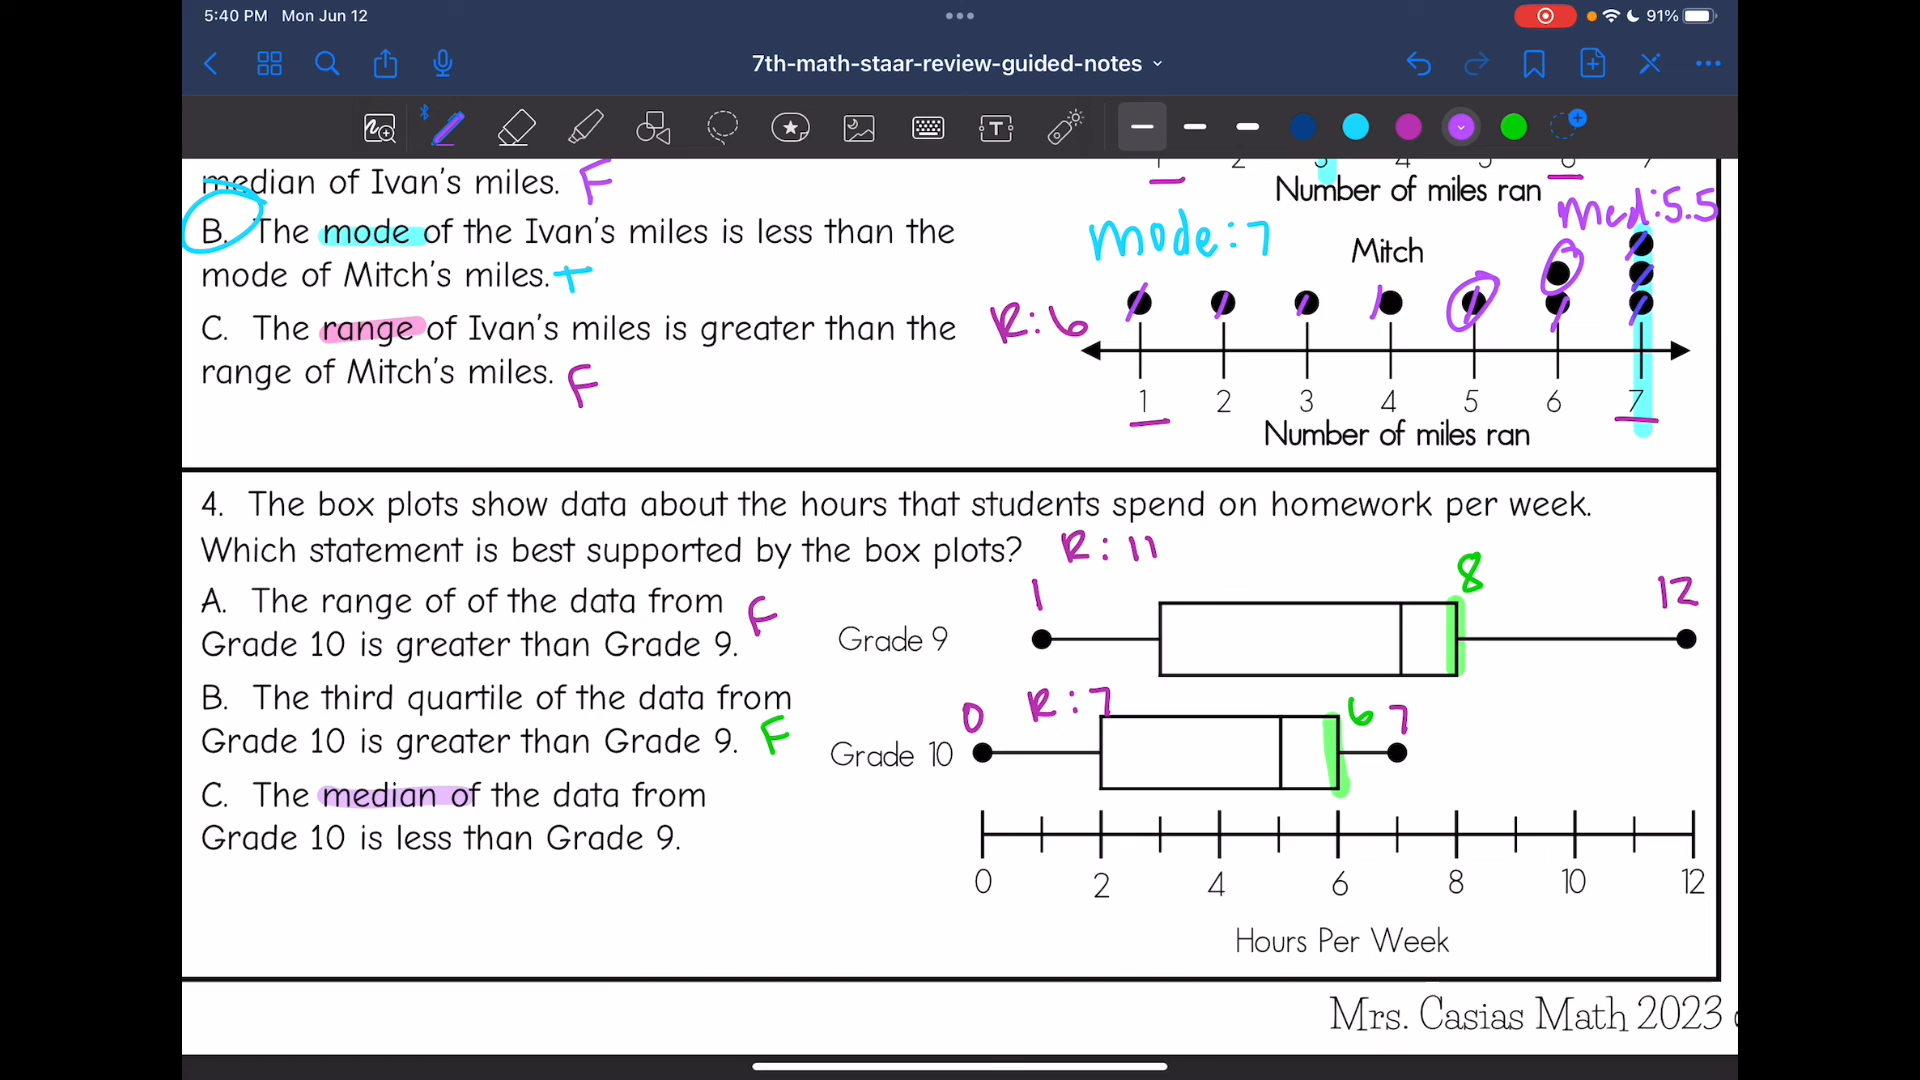 5:40 PM Mon Jun 12
91%
7th-math-staar-review-guided-notes
median of Ivan's miles. F
B. The mode of the Ivan's miles is less than the
mode of Mitch's miles. T
C. The range of Ivan's miles is greater than the
range of Mitch's miles. F
1 2 3 4 5 6 7
Number of miles ran
med:5.5
mode:7
Mitch
R:6
1 2 3 4 5 6 7
Number of miles ran
4. The box plots show data about the hours that students spend on homework per week.
Which statement is best supported by the box plots?
A. The range of of the data from
Grade 10 is greater than Grade 9. F
B. The third quartile of the data from
Grade 10 is greater than Grade 9. F
C. The median of the data from
Grade 10 is less than Grade 9.
R:11
1 8 12
Grade 9
0 R:7 6 7
Grade 10
0 2 4 6 8 10 12
Hours Per Week
Mrs. Casias Math 2023